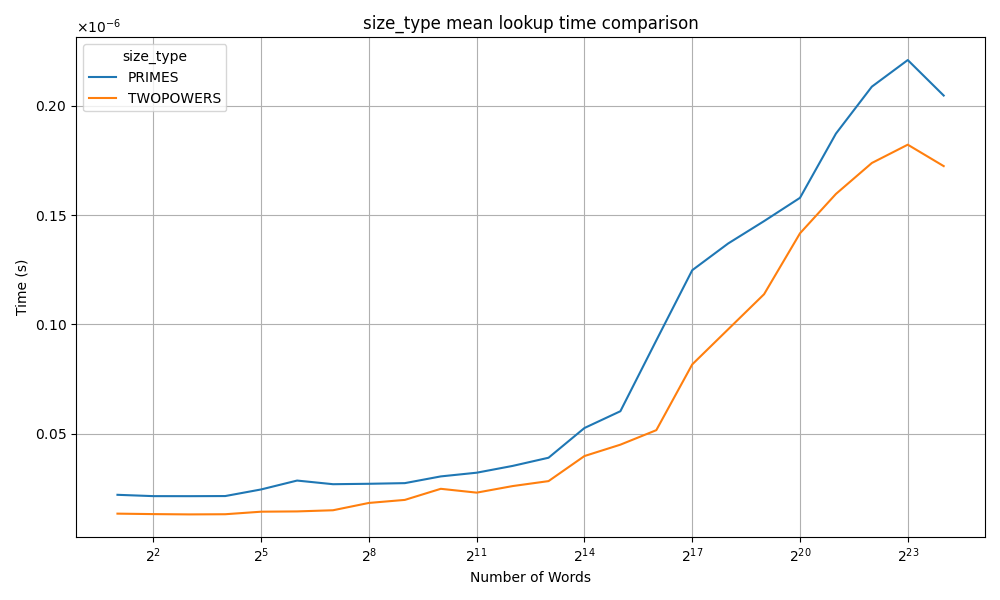 size_type mean lookup time comparison
×10⁻⁶
size_type
PRIMES
TWOPOWERS
0.20
0.15
0.10
0.05
Time (s)
2² 2⁵ 2⁸ 2¹¹ 2¹⁴ 2¹⁷ 2²⁰ 2²³
Number of Words